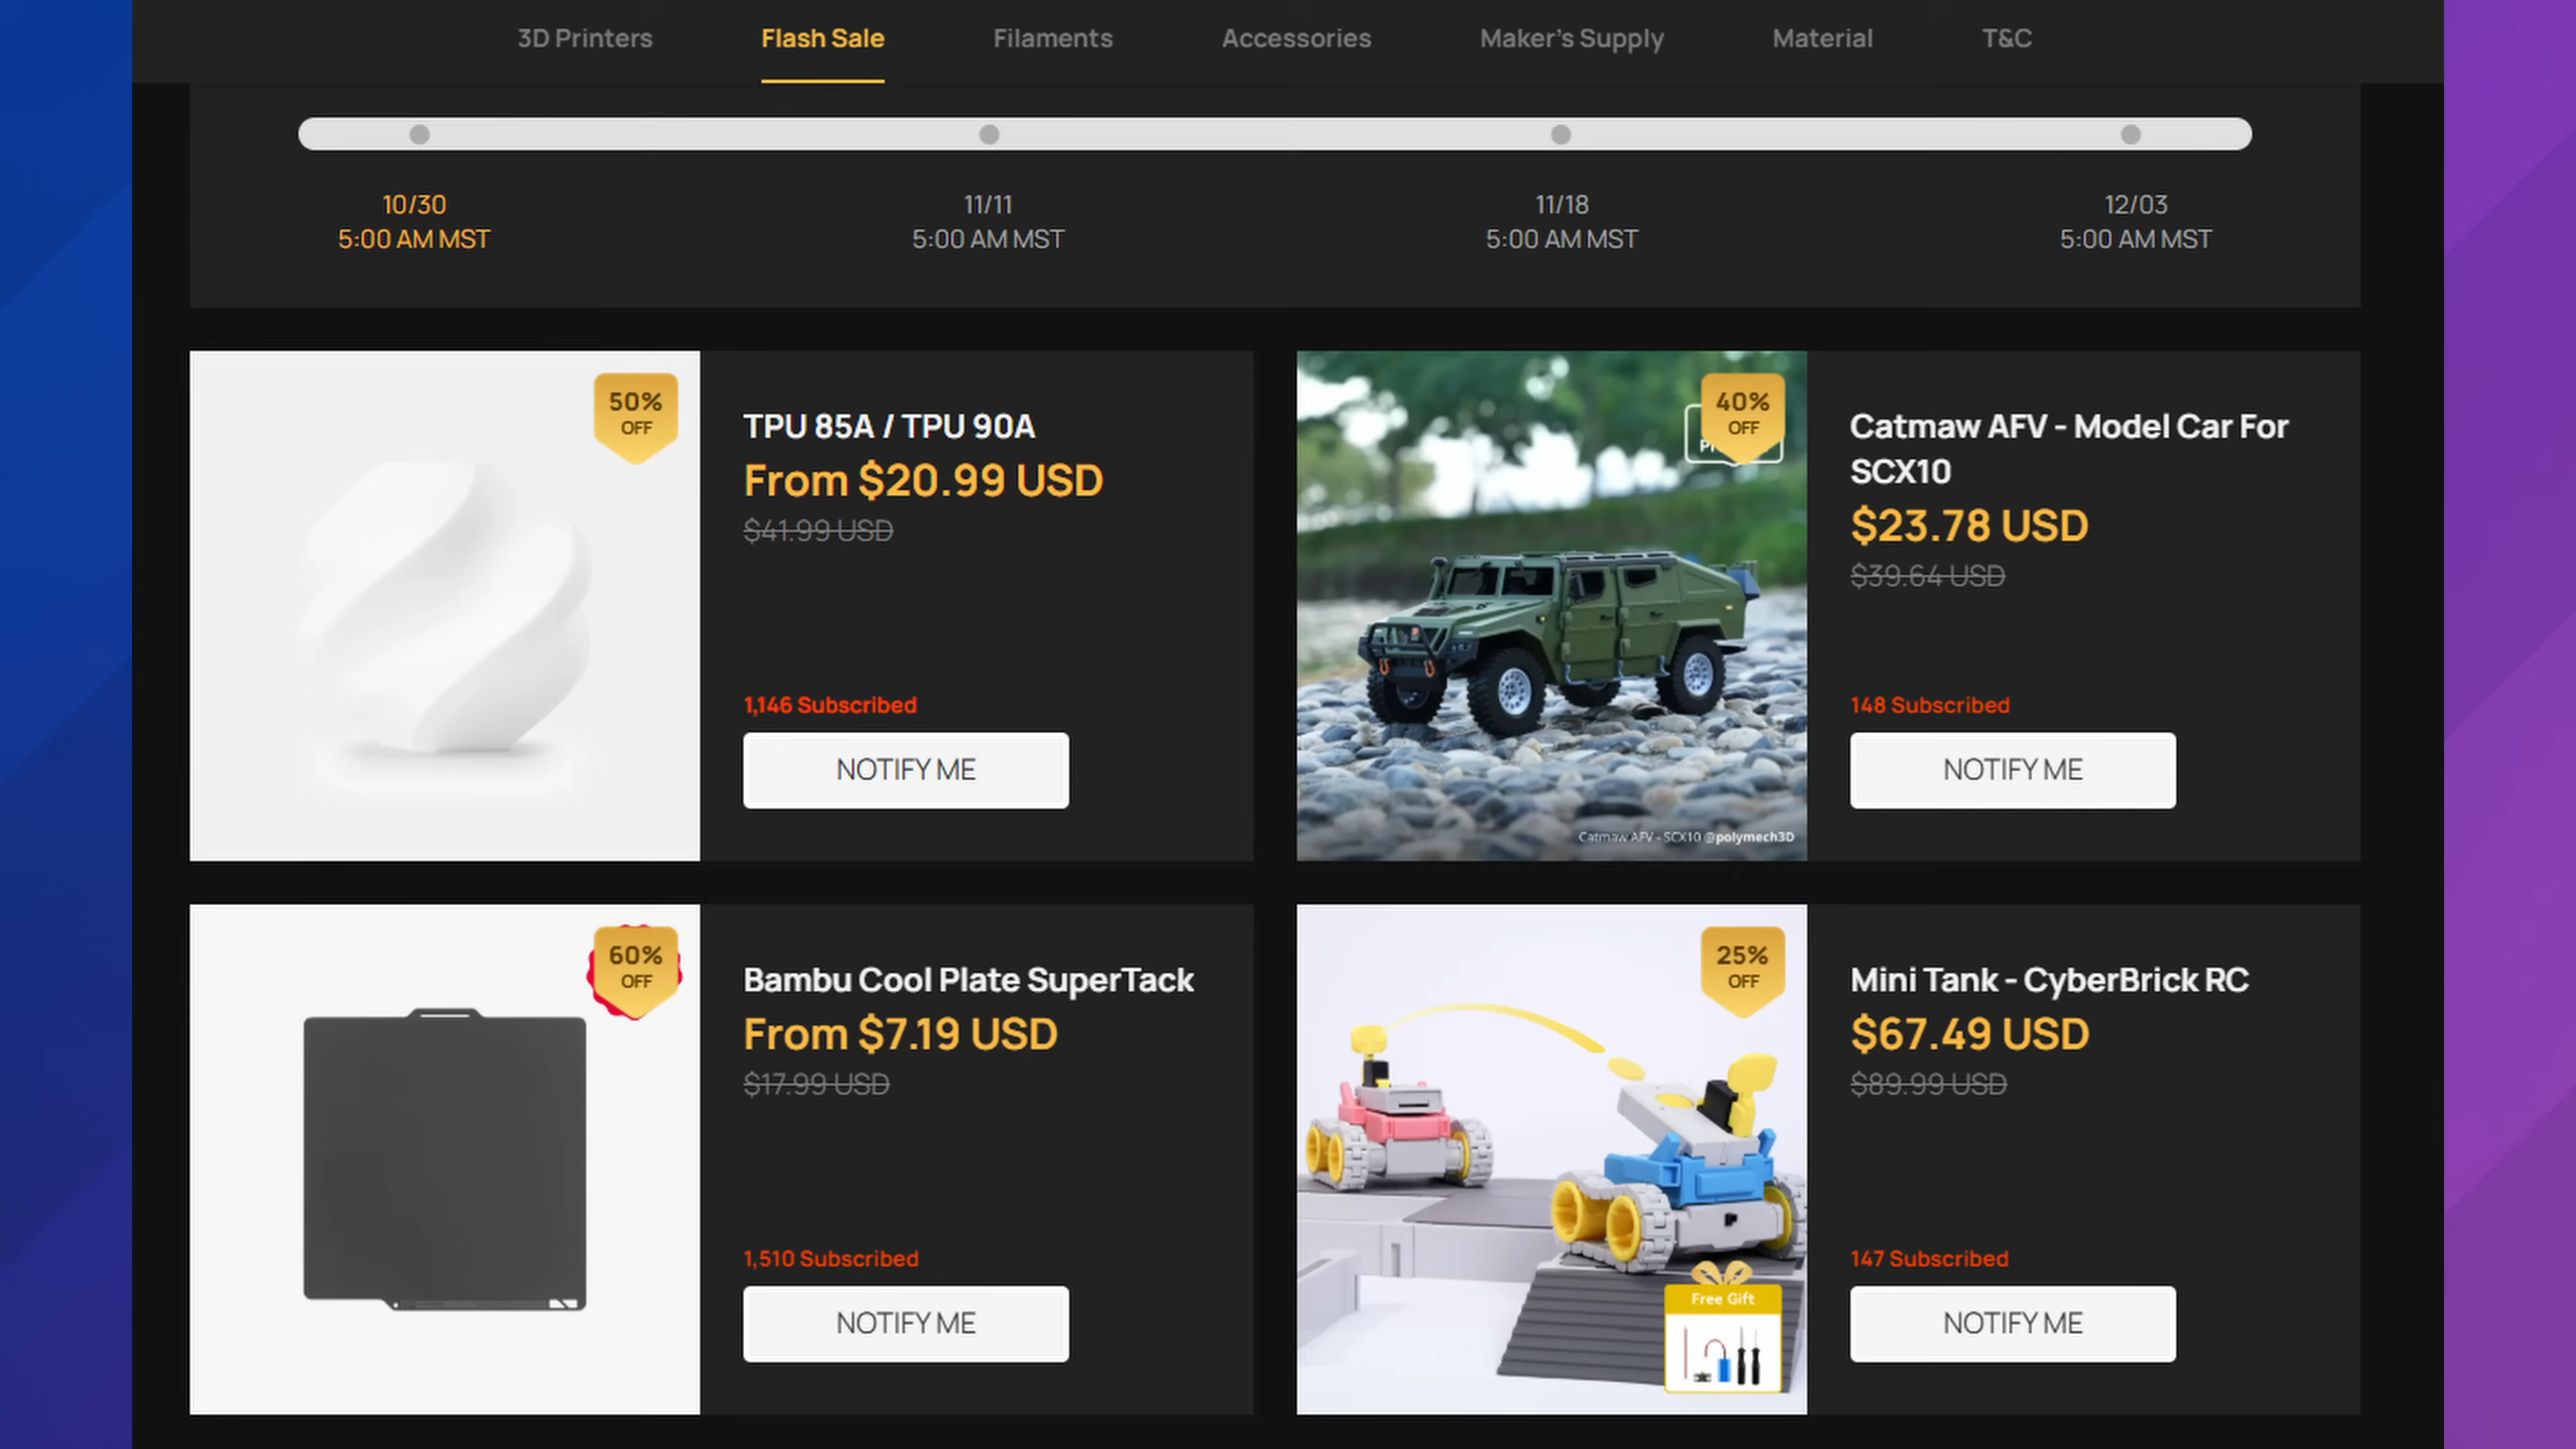 3D Printers
Flash Sale
Filaments
Accessories
Maker's Supply
Material
T&C
10/30
5:00 AM MST
11/11
5:00 AM MST
11/18
5:00 AM MST
12/03
5:00 AM MST
50%
OFF
TPU 85A / TPU 90A
From $20.99 USD
$41.99 USD
1,146 Subscribed
NOTIFY ME
40%
OFF
Catmaw AFV - SCX10 @polymech3D
Catmaw AFV - Model Car For
SCX10
$23.78 USD
$39.64 USD
148 Subscribed
NOTIFY ME
60%
OFF
Bambu Cool Plate SuperTack
From $7.19 USD
$17.99 USD
1,510 Subscribed
NOTIFY ME
25%
OFF
Free Gift
Mini Tank - CyberBrick RC
$67.49 USD
$89.99 USD
147 Subscribed
NOTIFY ME